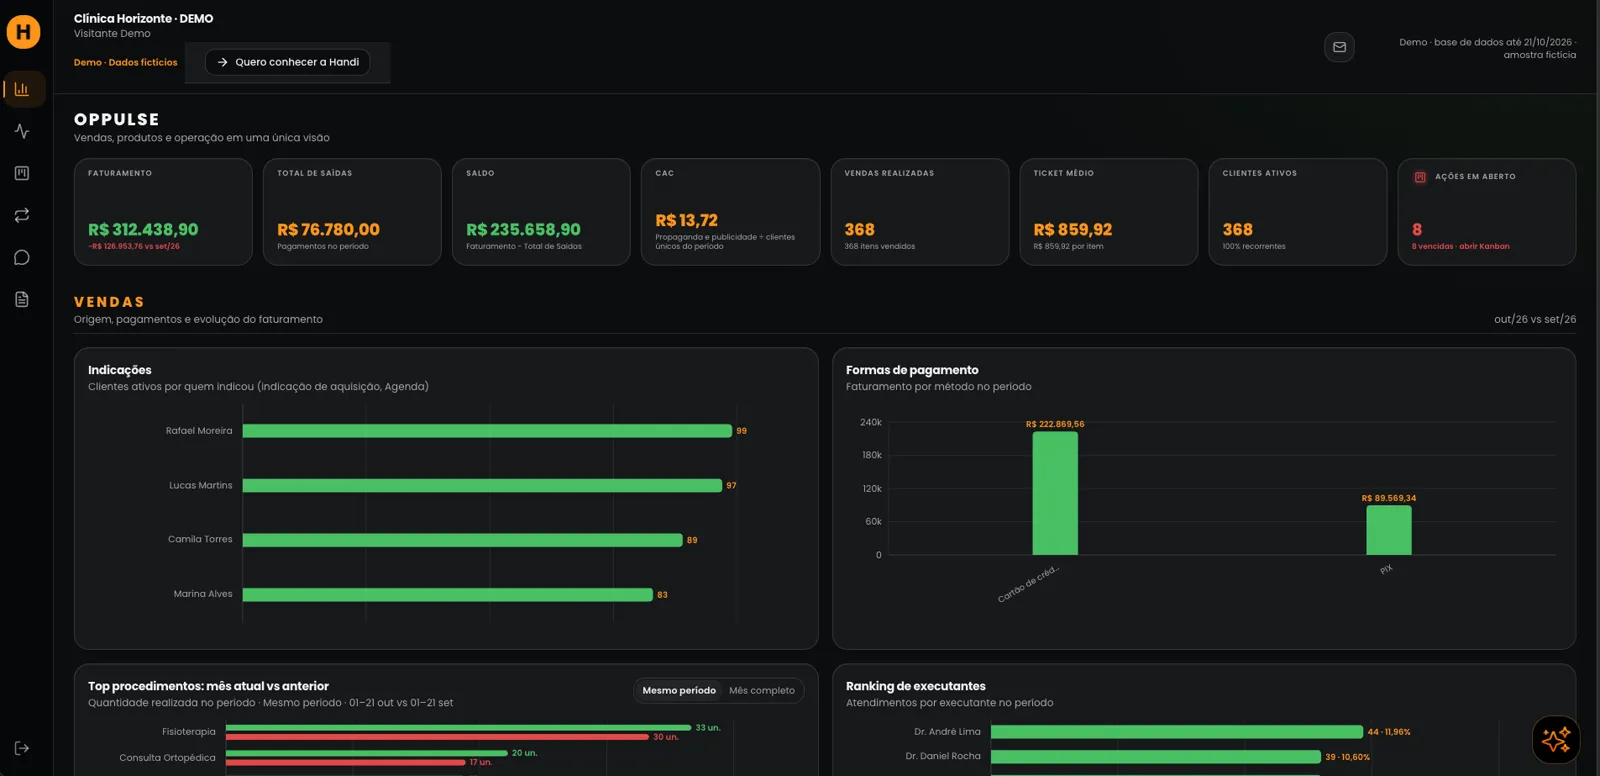 H
Clínica Horizonte · DEMO
Visitante Demo
Demo · Dados fictícios
→ Quero conhecer a Handi
Demo · base de dados até 21/10/2026 ·
amostra fictícia
OPPULSE
Vendas, produtos e operação em uma única visão
FATURAMENTO
R$ 312.438,90
-R$ 126.953,76 vs set/26
TOTAL DE SAÍDAS
R$ 76.780,00
Pagamentos no período
SALDO
R$ 235.658,90
Faturamento - Total de Saídas
CAC
R$ 13,72
Propaganda e publicidade ÷ clientes
únicos do período
VENDAS REALIZADAS
368
368 itens vendidos
TICKET MÉDIO
R$ 859,92
R$ 859,92 por item
CLIENTES ATIVOS
368
100% recorrentes
AÇÕES EM ABERTO
8
8 vencidas · abrir Kanban
VENDAS
Origem, pagamentos e evolução do faturamento
out/26 vs set/26
Indicações
Clientes ativos por quem indicou (indicação de aquisição, Agenda)
Rafael Moreira 99
Lucas Martins 97
Camila Torres 89
Marina Alves 83
Formas de pagamento
Faturamento por método no período
240k
180k
120k
60k
0
R$ 222.869,56
R$ 89.569,34
Cartão de créd...
PIX
Top procedimentos: mês atual vs anterior
Quantidade realizada no período · Mesmo período · 01–21 out vs 01–21 set
Mesmo período
Mês completo
Fisioterapia
33 un.
30 un.
Consulta Ortopédica
20 un.
17 un.
Ranking de executantes
Atendimentos por executante no período
Dr. André Lima 44 · 11,96%
Dr. Daniel Rocha 39 · 10,60%